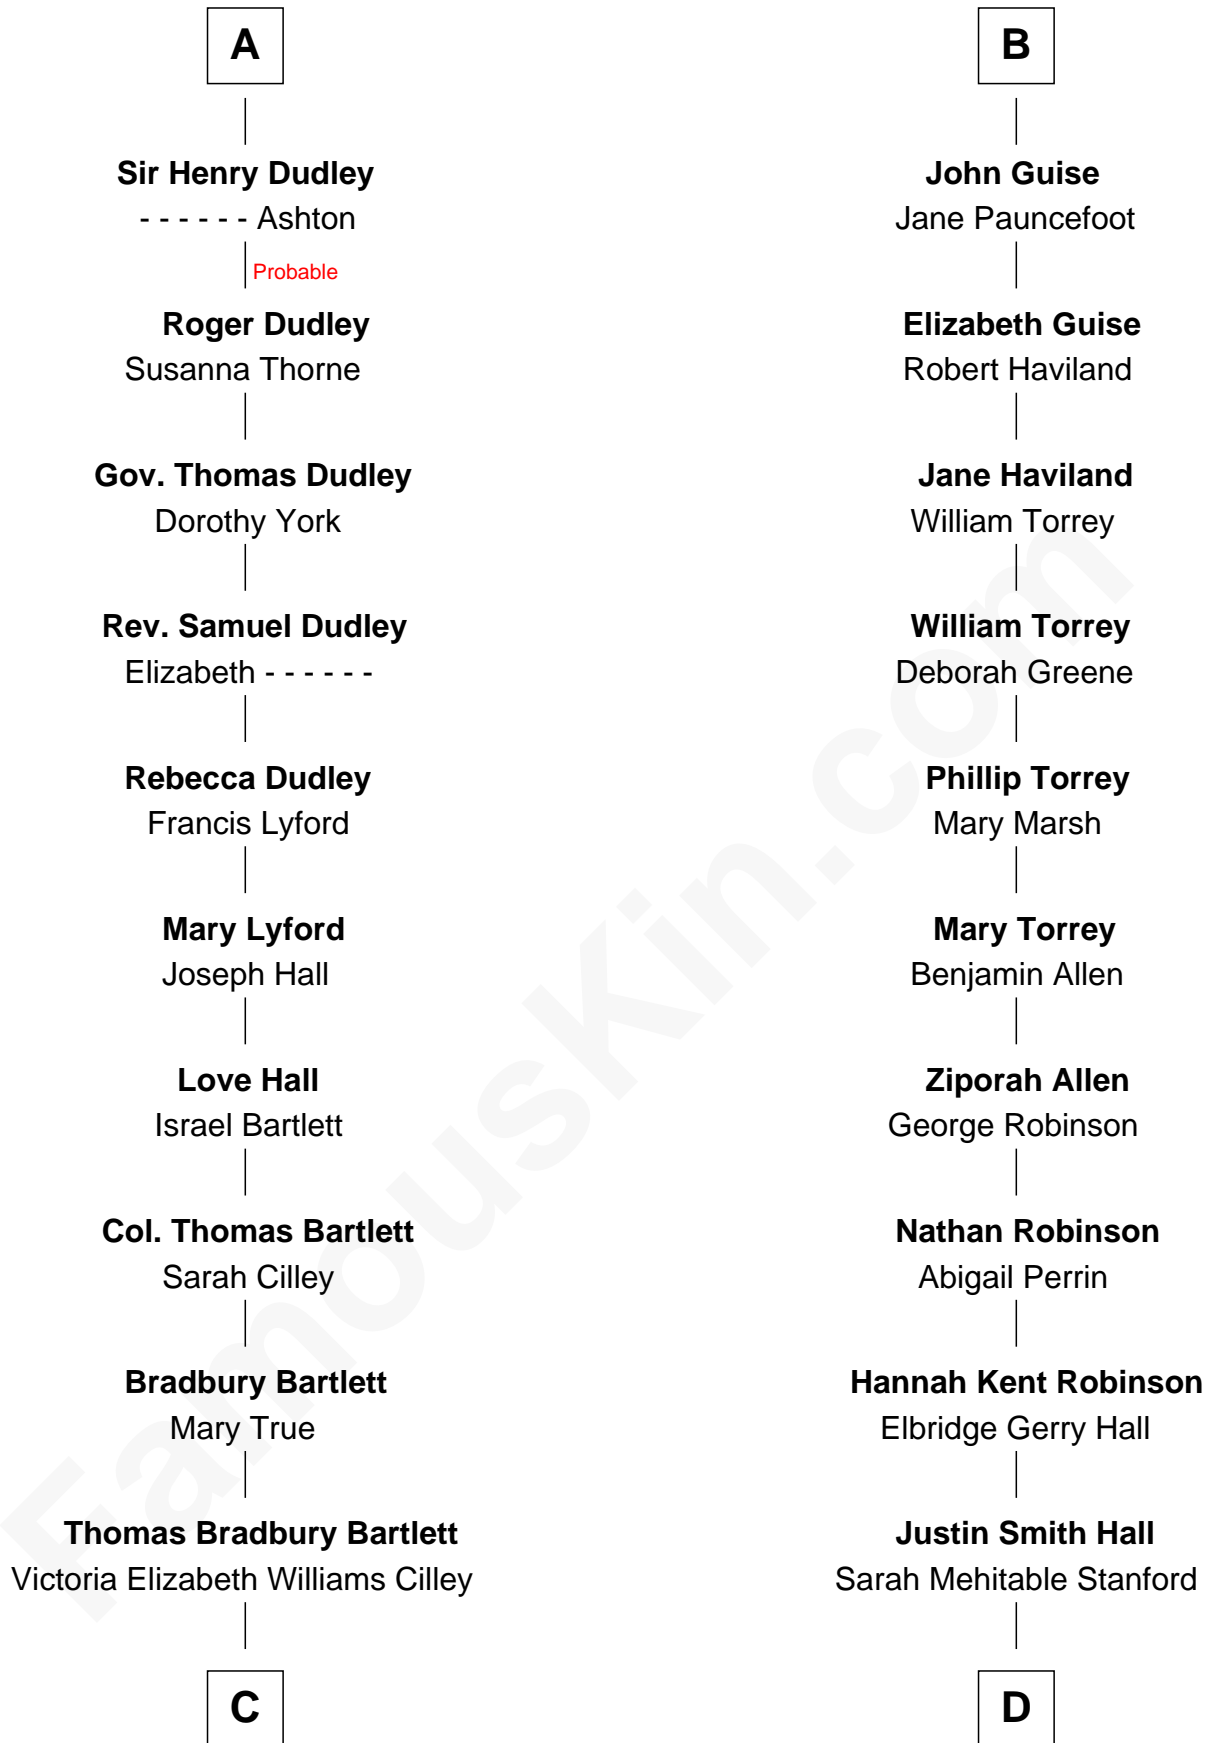 A
Sir Henry Dudley
- - - - - - Ashton
Probable
Roger Dudley
Susanna Thorne
Gov. Thomas Dudley
Dorothy York
Rev. Samuel Dudley
Elizabeth - - - - - -
Rebecca Dudley
Francis Lyford
Mary Lyford
Joseph Hall
Love Hall
Israel Bartlett
Col. Thomas Bartlett
Sarah Cilley
Bradbury Bartlett
Mary True
Thomas Bradbury Bartlett
Victoria Elizabeth Williams Cilley
C
B
John Guise
Jane Pauncefoot
Elizabeth Guise
Robert Haviland
Jane Haviland
William Torrey
William Torrey
Deborah Greene
Phillip Torrey
Mary Marsh
Mary Torrey
Benjamin Allen
Ziporah Allen
George Robinson
Nathan Robinson
Abigail Perrin
Hannah Kent Robinson
Elbridge Gerry Hall
Justin Smith Hall
Sarah Mehitable Stanford
D
FamousKin.com